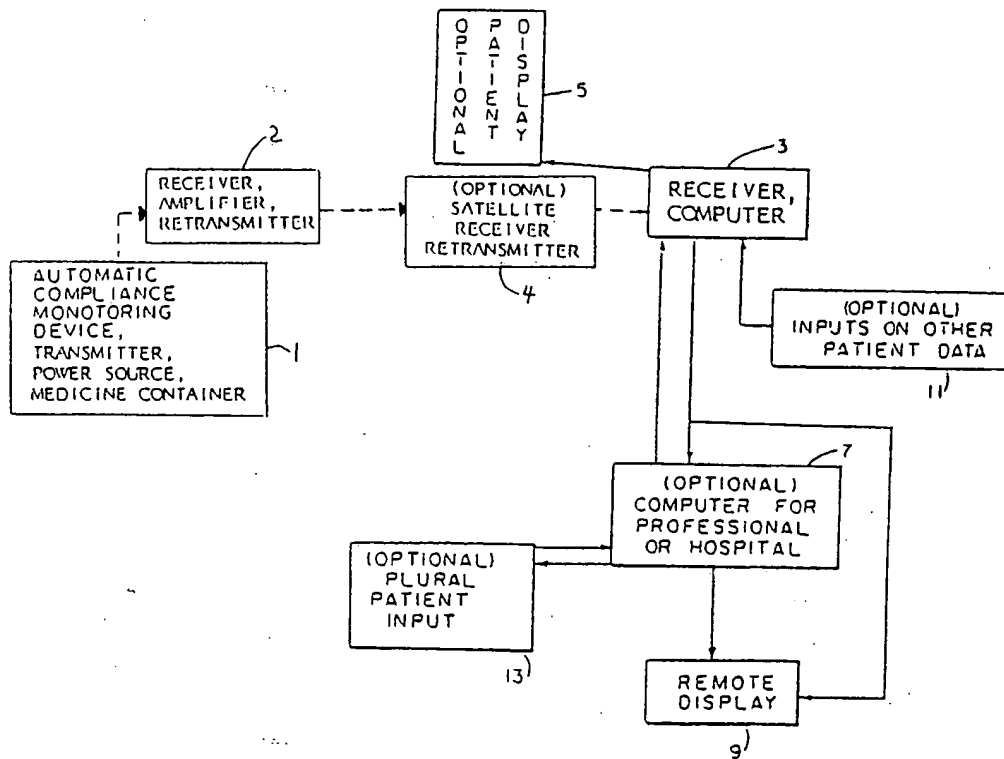 OPTIONAL
PATIENT
DISPLAY
5
2
RECEIVER,
AMPLIFIER,
RETRANSMITTER
(OPTIONAL)
SATELLITE
RECEIVER
RETRANSMITTER
4
3
RECEIVER,
COMPUTER
AUTOMATIC
COMPLIANCE
MONOTORING
DEVICE,
TRANSMITTER,
POWER SOURCE,
MEDICINE CONTAINER
1
(OPTIONAL)
INPUTS ON OTHER
PATIENT DATA
11
7
(OPTIONAL)
COMPUTER FOR
PROFESSIONAL
OR HOSPITAL
(OPTIONAL)
PLURAL
PATIENT
INPUT
13
REMOTE
DISPLAY
9